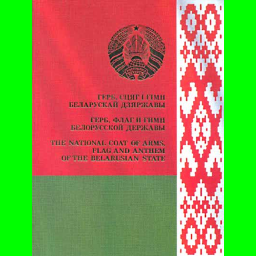 ГЕРБ, СЦЯГ І ГІМН
БЕЛАРУСКАЙ ДЗЯРЖАВЫ
ГЕРБ, ФЛАГ И ГИМН
БЕЛОРУССКОЙ ДЕРЖАВЫ
THE NATIONAL COAT OF ARMS,
FLAG AND ANTHEM
OF THE BELARUSIAN STATE